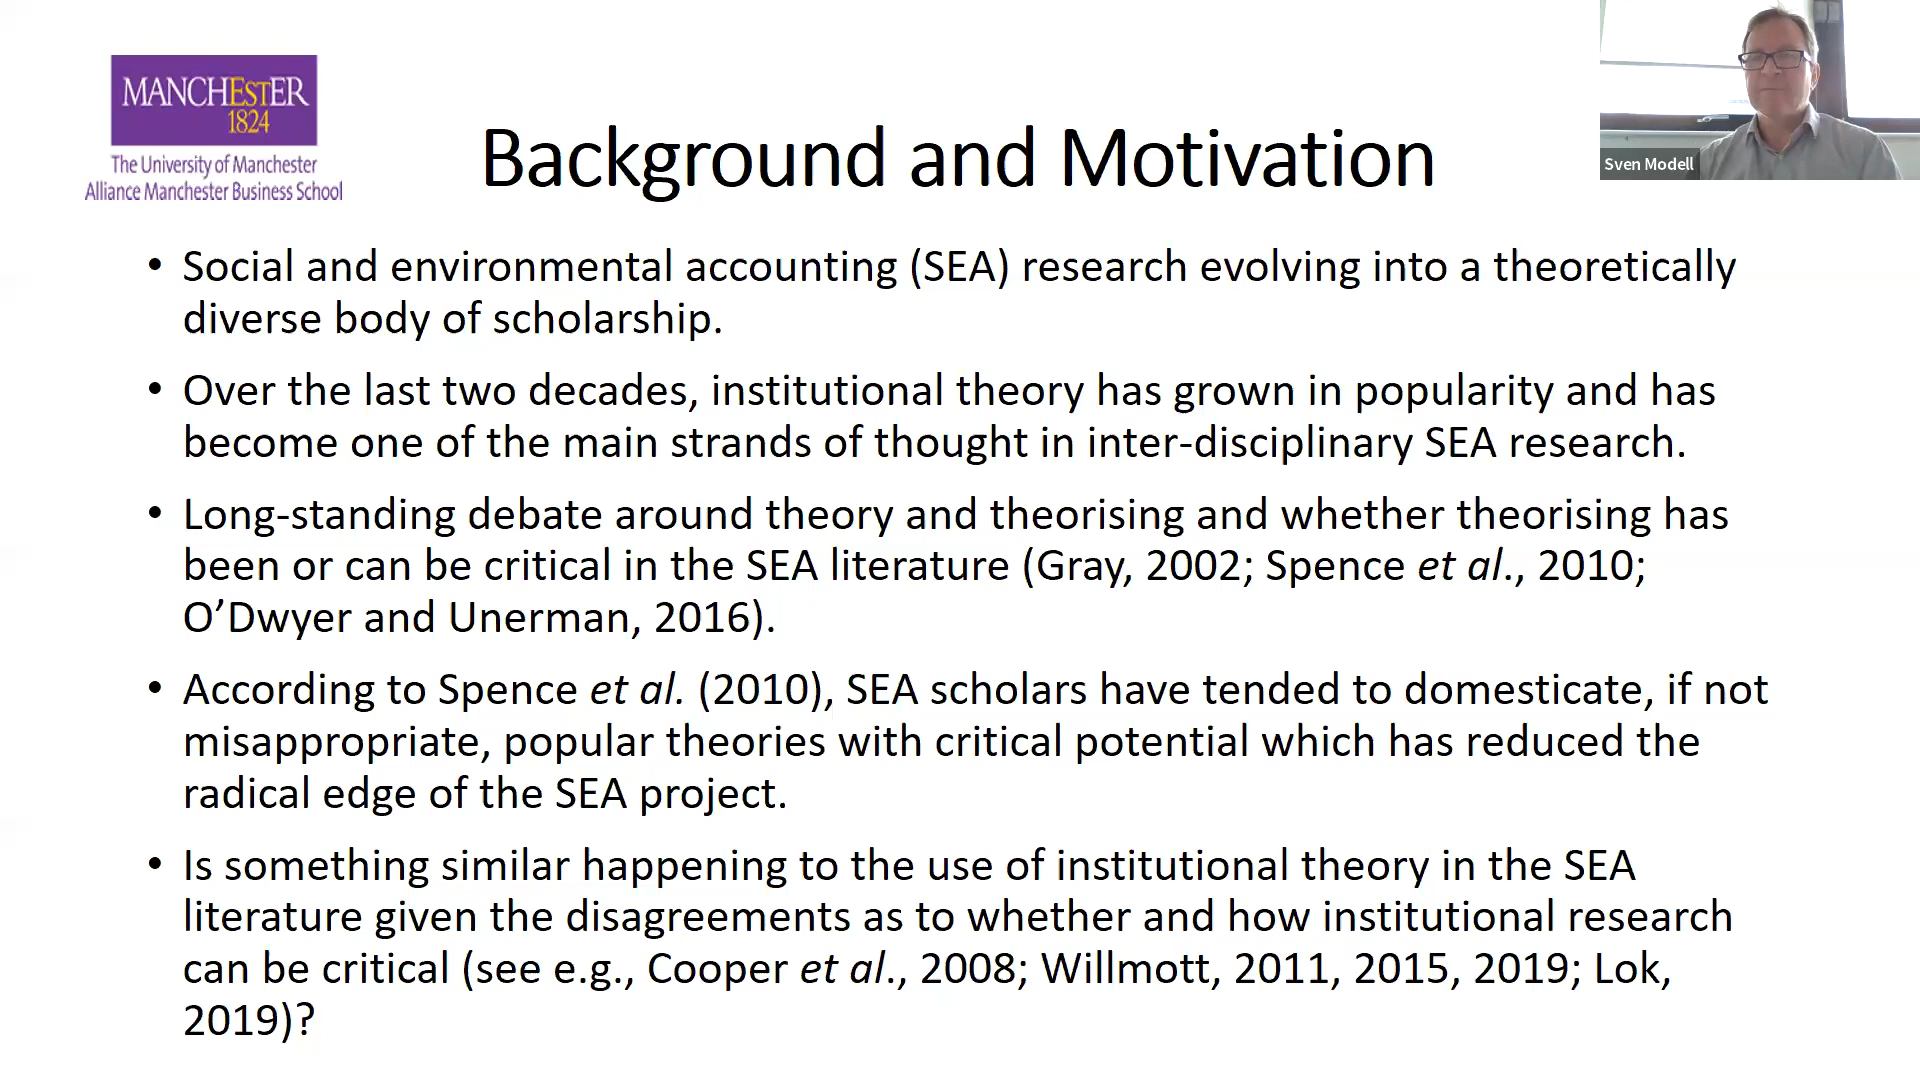 MANCHESTER
1824
The University of Manchester
Alliance Manchester Business School
Background and Motivation
Sven Modell
• Social and environmental accounting (SEA) research evolving into a theoretically
diverse body of scholarship.
• Over the last two decades, institutional theory has grown in popularity and has
become one of the main strands of thought in inter-disciplinary SEA research.
• Long-standing debate around theory and theorising and whether theorising has
been or can be critical in the SEA literature (Gray, 2002; Spence et al., 2010;
O’Dwyer and Unerman, 2016).
• According to Spence et al. (2010), SEA scholars have tended to domesticate, if not
misappropriate, popular theories with critical potential which has reduced the
radical edge of the SEA project.
• Is something similar happening to the use of institutional theory in the SEA
literature given the disagreements as to whether and how institutional research
can be critical (see e.g., Cooper et al., 2008; Willmott, 2011, 2015, 2019; Lok,
2019)?